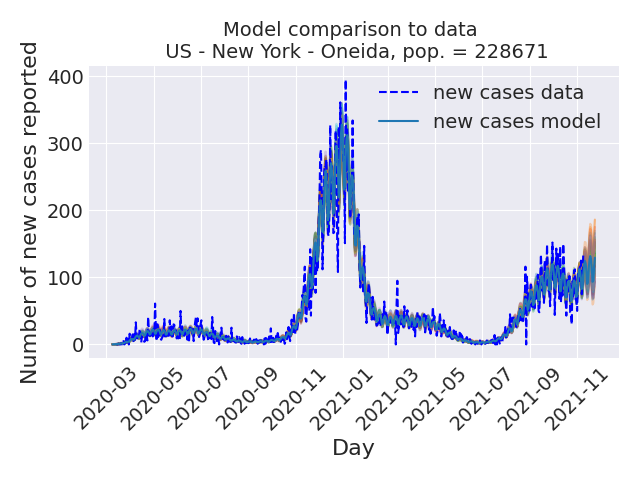 Model comparison to data
US - New York - Oneida, pop. = 228671
Number of new cases reported
400
300
200
100
0
new cases data
new cases model
2020-03
2020-05
2020-07
2020-09
2020-11
2021-01
2021-03
2021-05
2021-07
2021-09
2021-11
Day